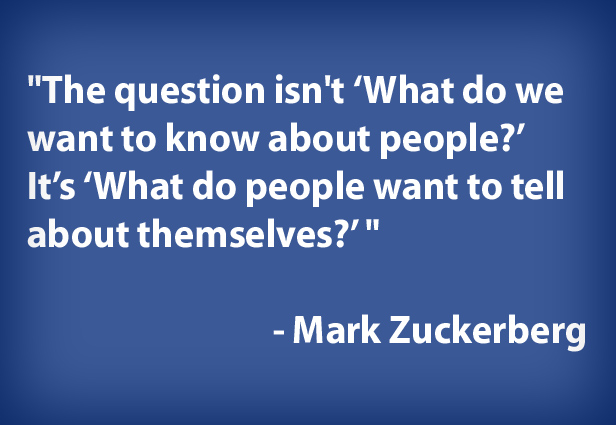 "The question isn't ‘What do we
want to know about people?’
It’s ‘What do people want to tell
about themselves?’ "
- Mark Zuckerberg